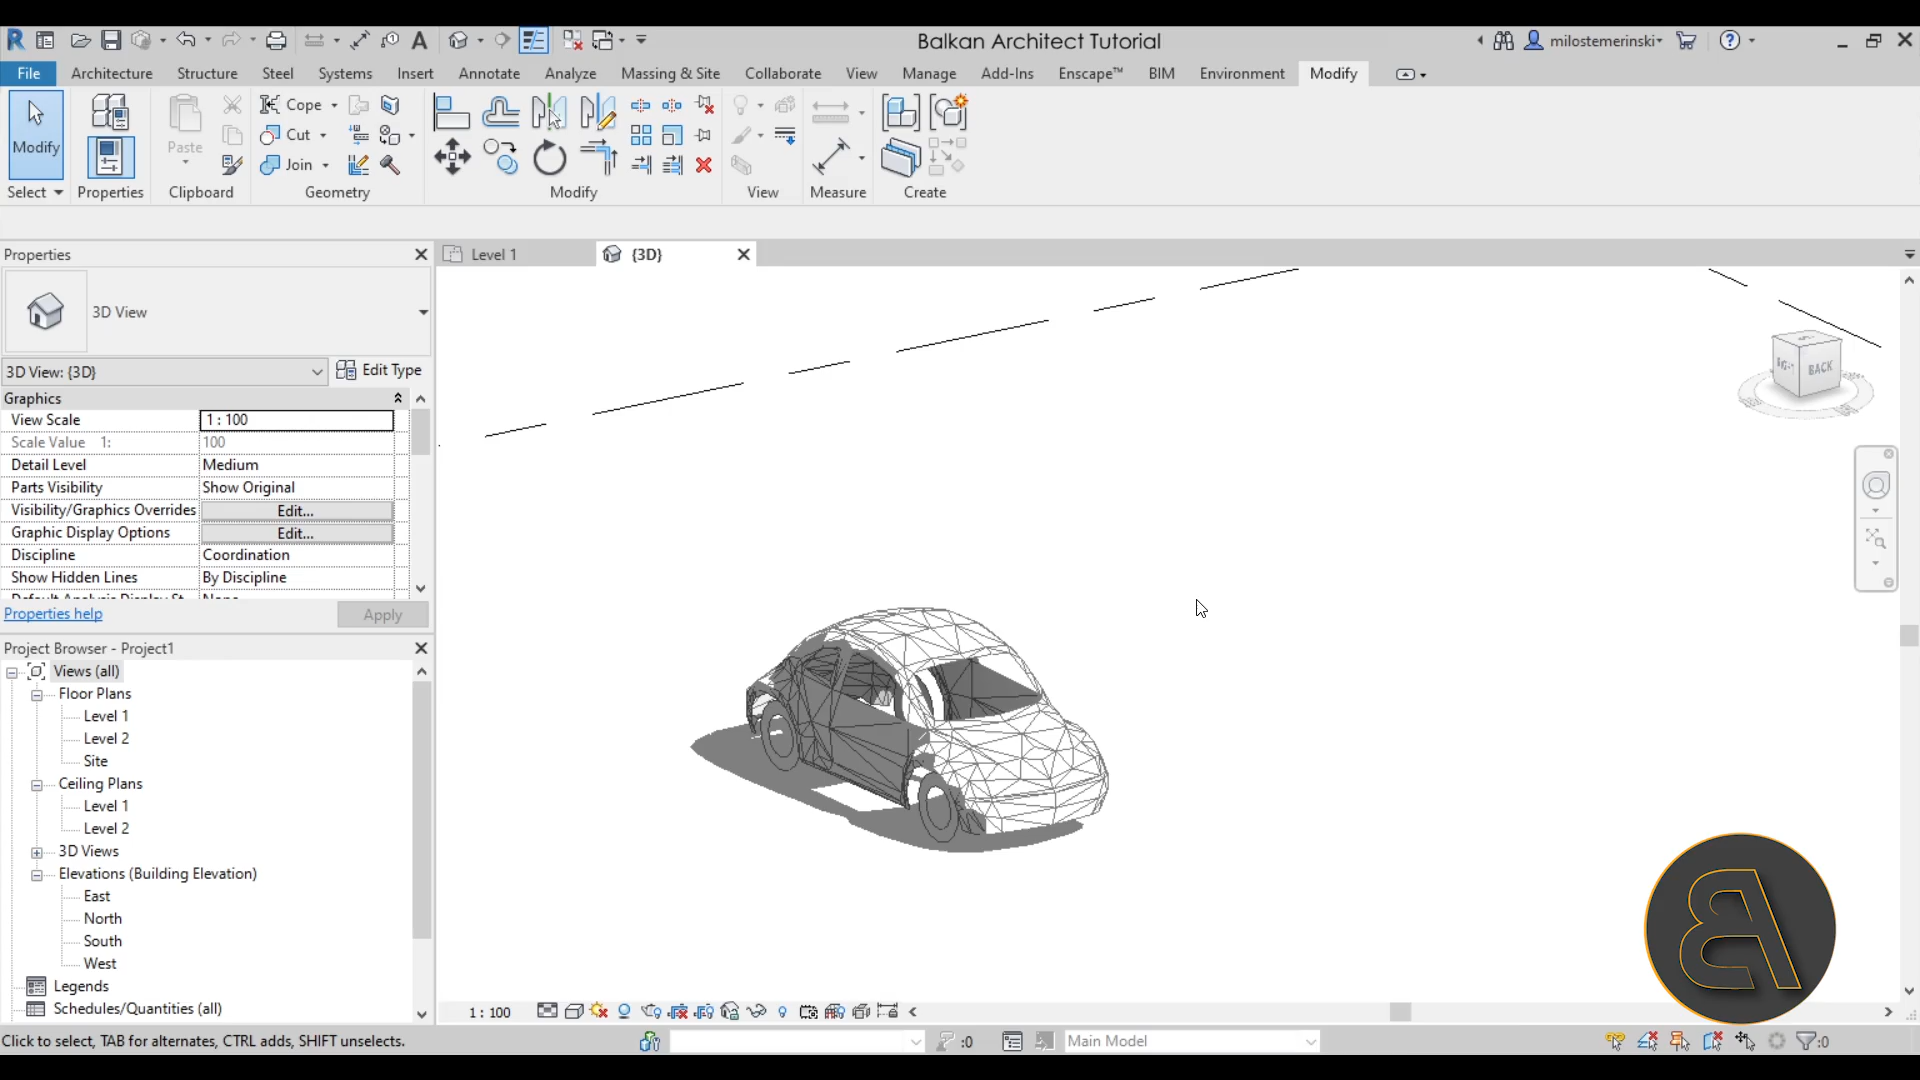 Balkan Architect Tutorial
milostemerinski
File
Architecture
Structure
Steel
Systems
Insert
Annotate
Analyze
Massing & Site
Collaborate
View
Manage
Add-Ins
Enscape™
BIM
Environment
Modify
Modify
Paste
Cope
Cut
Join
Select
Properties
Clipboard
Geometry
Modify
View
Measure
Create
Properties
Level 1
{3D}
3D View
3D View: {3D}
Edit Type
Graphics
View Scale
1 : 100
Scale Value 1:
100
Detail Level
Medium
Parts Visibility
Show Original
Visibility/Graphics Overrides
Edit...
Graphic Display Options
Edit...
Discipline
Coordination
Show Hidden Lines
By Discipline
Properties help
Apply
BACK
Project Browser - Project1
Views (all)
Floor Plans
Level 1
Level 2
Site
Ceiling Plans
Level 1
Level 2
3D Views
Elevations (Building Elevation)
East
North
South
West
Legends
Schedules/Quantities (all)
1 : 100
Click to select, TAB for alternates, CTRL adds, SHIFT unselects.
:0
Main Model
:0